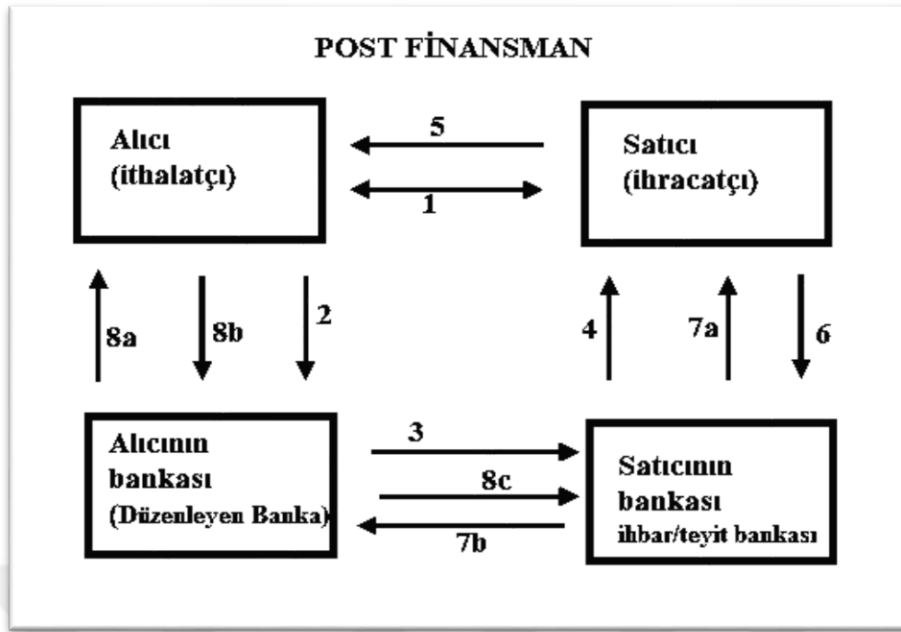 POST FİNANSMAN
Alıcı
(ithalatçı)
5
1
Satıcı
(ihracatçı)
8a
8b
2
4
7a
6
Alıcının
bankası
(Düzenleyen Banka)
3
8c
7b
Satıcının
bankası
ihbar/teyit bankası